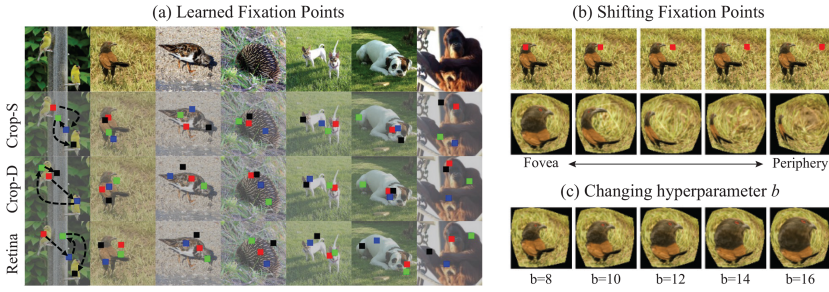 (a) Learned Fixation Points
Crop-S
Crop-D
Retina
(b) Shifting Fixation Points
Fovea
Periphery
(c) Changing hyperparameter b
b=8
b=10
b=12
b=14
b=16